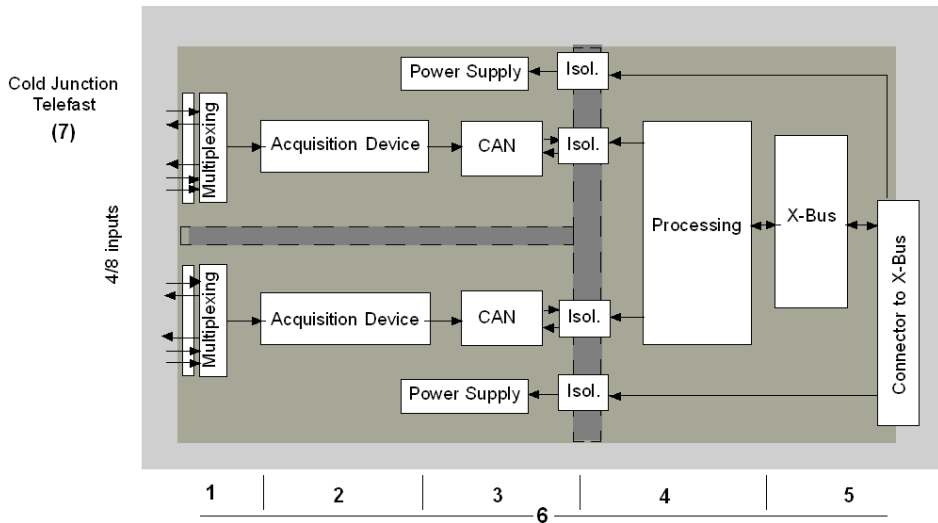 Cold Junction
Telefast
(7)
4/8 inputs
Power Supply
Isol.
Multiplexing
Acquisition Device
CAN
Isol.
Processing
X-Bus
Connector to X-Bus
Multiplexing
Acquisition Device
CAN
Isol.
Power Supply
Isol.
1
2
3
4
5
6